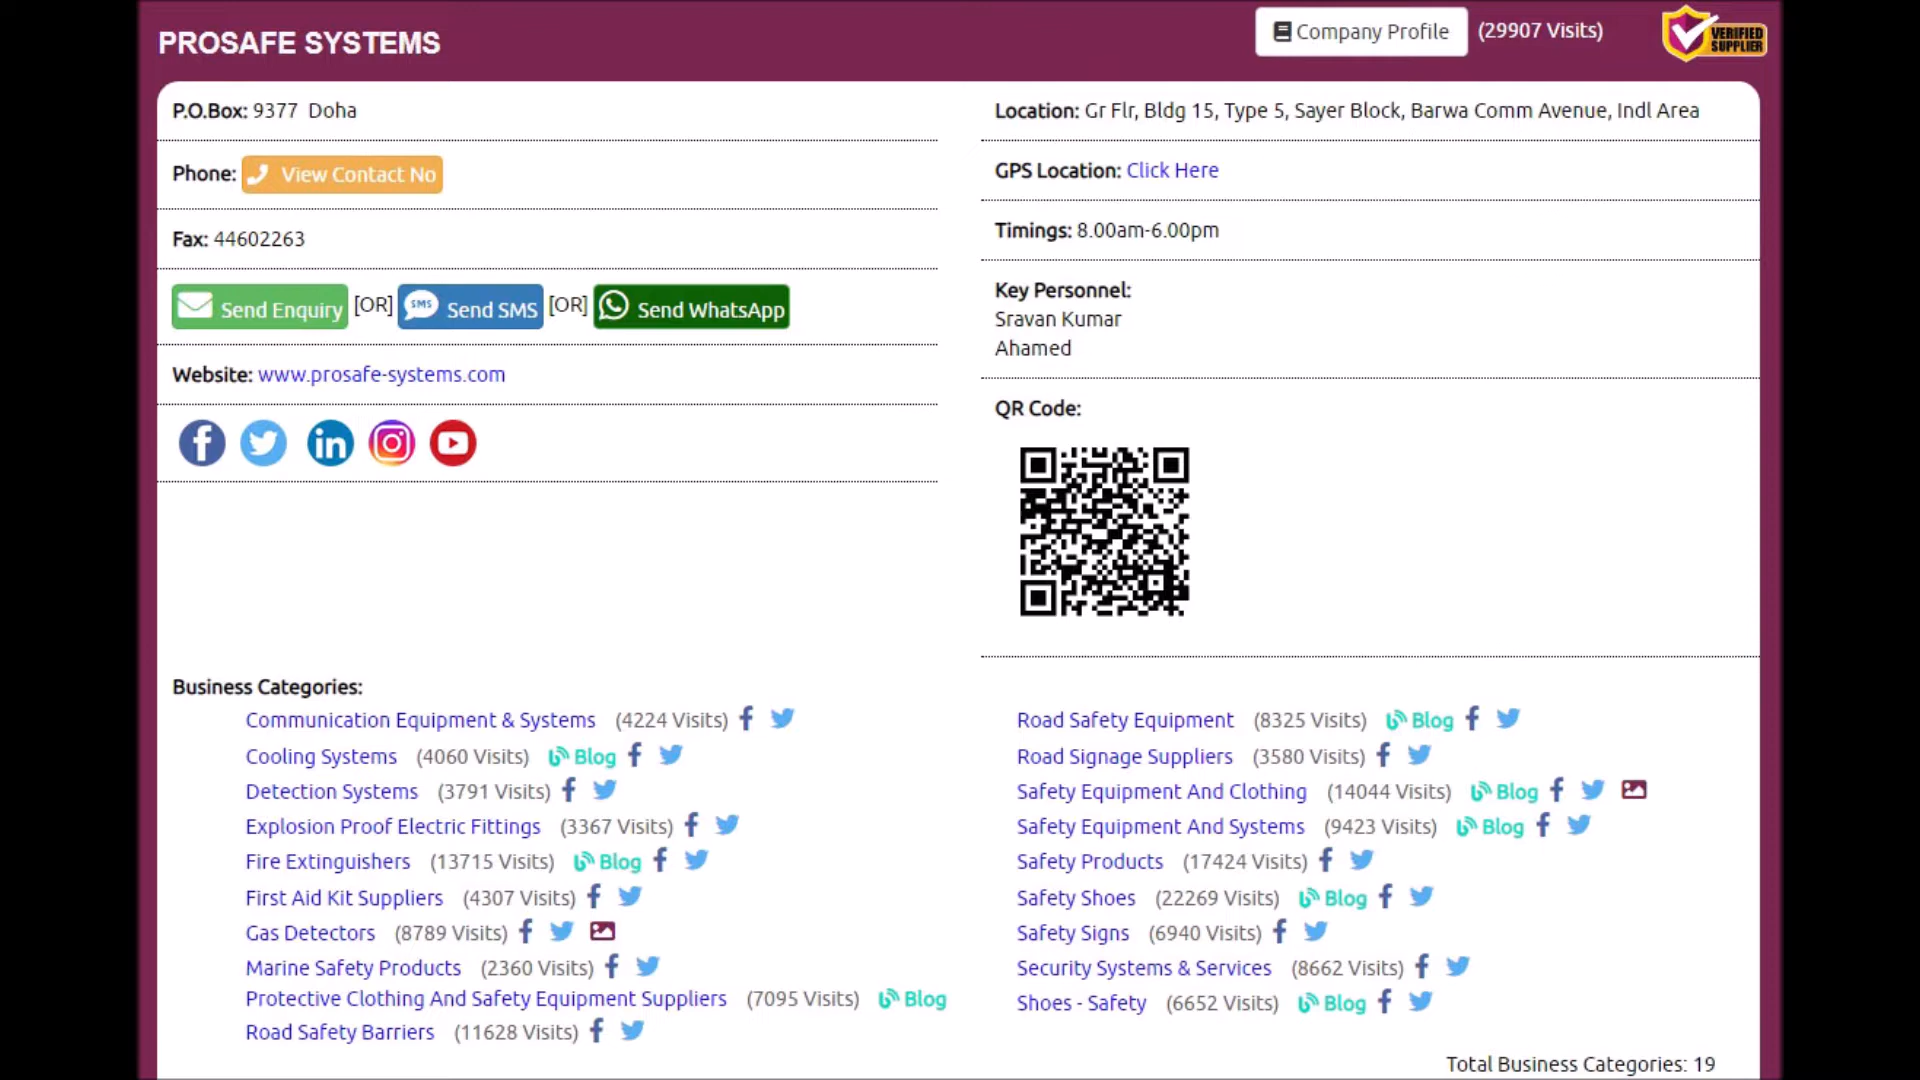 PROSAFE SYSTEMS
Company Profile (29907 Visits)
VERIFIED
SUPPLIER
P.O.Box: 9377 Doha
Phone: View Contact No
Fax: 44602263
Send Enquiry [OR] SMS Send SMS [OR] Send WhatsApp
Website: www.prosafe-systems.com
Location: Gr Flr, Bldg 15, Type 5, Sayer Block, Barwa Comm Avenue, Indl Area
GPS Location: Click Here
Timings: 8.00am-6.00pm
Key Personnel:
Sravan Kumar
Ahamed
QR Code:
Business Categories:
Communication Equipment & Systems (4224 Visits)
Cooling Systems (4060 Visits) Blog
Detection Systems (3791 Visits)
Explosion Proof Electric Fittings (3367 Visits)
Fire Extinguishers (13715 Visits) Blog
First Aid Kit Suppliers (4307 Visits)
Gas Detectors (8789 Visits)
Marine Safety Products (2360 Visits)
Protective Clothing And Safety Equipment Suppliers (7095 Visits) Blog
Road Safety Barriers (11628 Visits)
Road Safety Equipment (8325 Visits) Blog
Road Signage Suppliers (3580 Visits)
Safety Equipment And Clothing (14044 Visits) Blog
Safety Equipment And Systems (9423 Visits) Blog
Safety Products (17424 Visits)
Safety Shoes (22269 Visits) Blog
Safety Signs (6940 Visits)
Security Systems & Services (8662 Visits)
Shoes - Safety (6652 Visits) Blog
Total Business Categories: 19